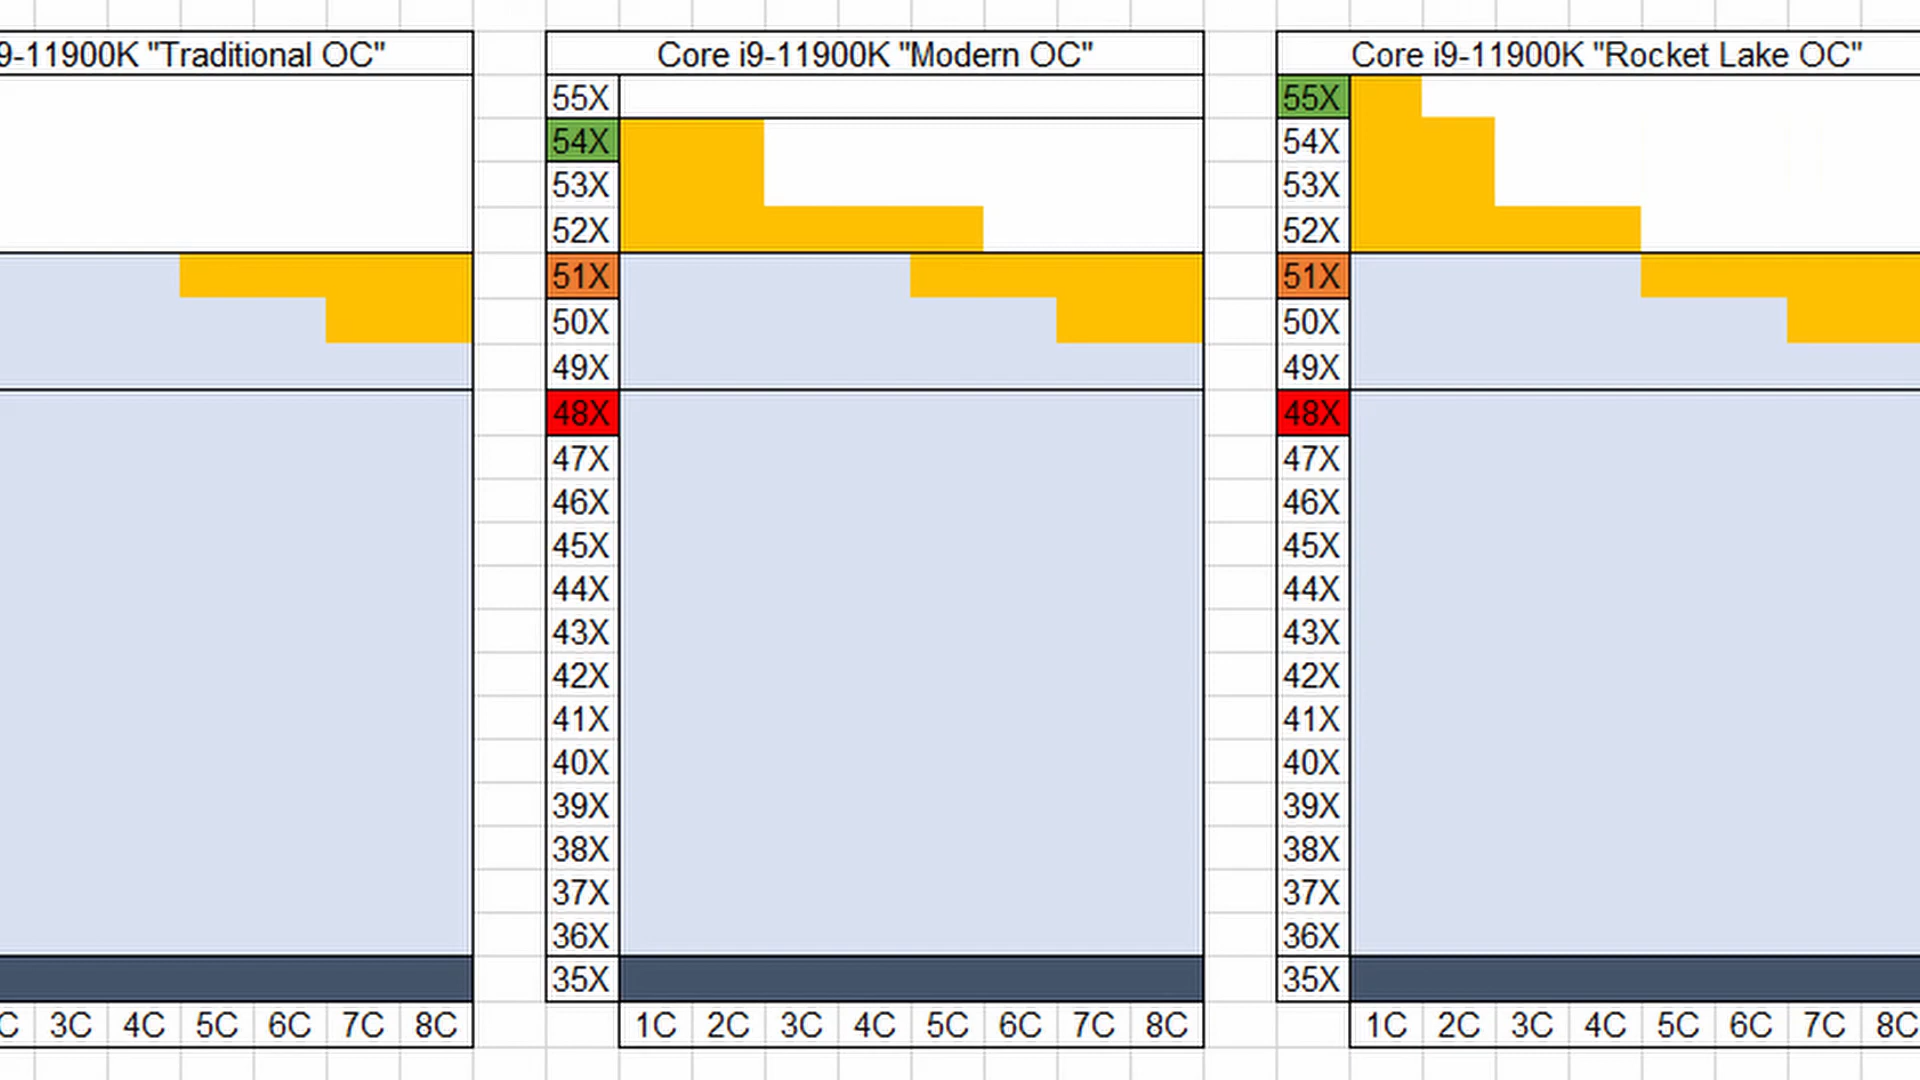 9-11900K "Traditional OC"
Core i9-11900K "Modern OC"
Core i9-11900K "Rocket Lake OC"
55X 55X
54X 54X
53X 53X
52X 52X
51X 51X
50X 50X
49X 49X
48X 48X
47X 47X
46X 46X
45X 45X
44X 44X
43X 43X
42X 42X
41X 41X
40X 40X
39X 39X
38X 38X
37X 37X
36X 36X
35X 35X
C 3C 4C 5C 6C 7C 8C 1C 2C 3C 4C 5C 6C 7C 8C 1C 2C 3C 4C 5C 6C 7C 8C